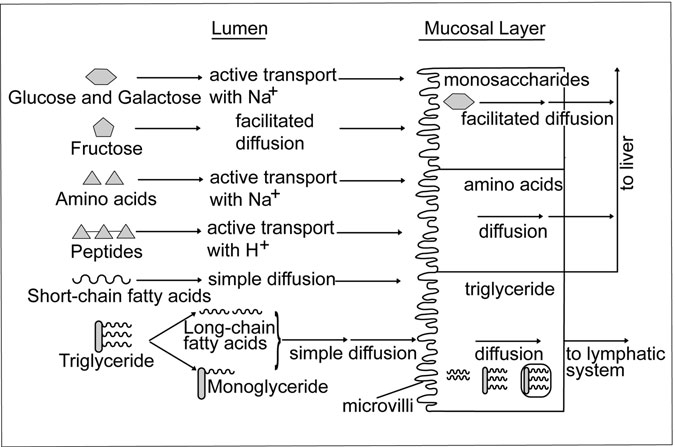 Lumen
Mucosal Layer
Glucose and Galactose
active transport
with Na+
monosaccharides
facilitated diffusion
Fructose
facilitated
diffusion
Amino acids
active transport
with Na+
amino acids
diffusion
to liver
Peptides
active transport
with H+
Short-chain fatty acids
simple diffusion
triglyceride
Triglyceride
Long-chain
fatty acids
Monoglyceride
simple diffusion
diffusion
to lymphatic
system
microvilli